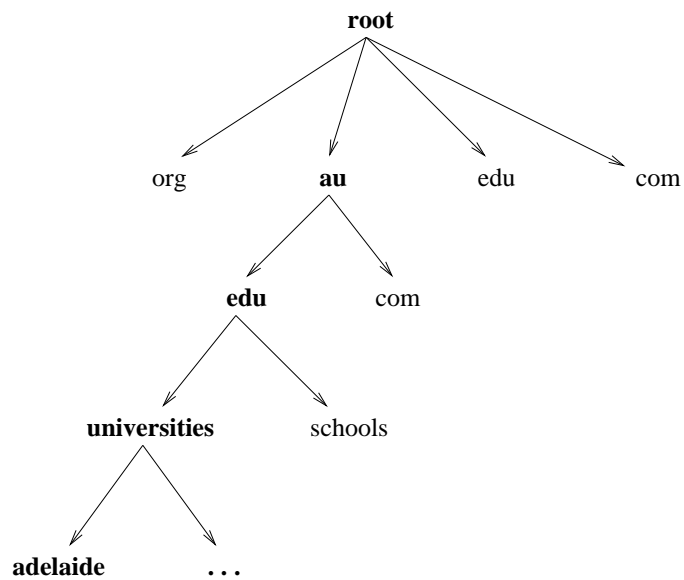 root
org au edu com
edu com
universities schools
adelaide ...